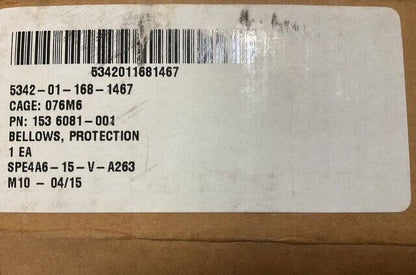 5342011681467
5342-01-168-1467
CAGE: 076M6
PN: 153 6081-001
BELLOWS, PROTECTION
1 EA
SPE4A6-15-V-A263
M10 - 04/15